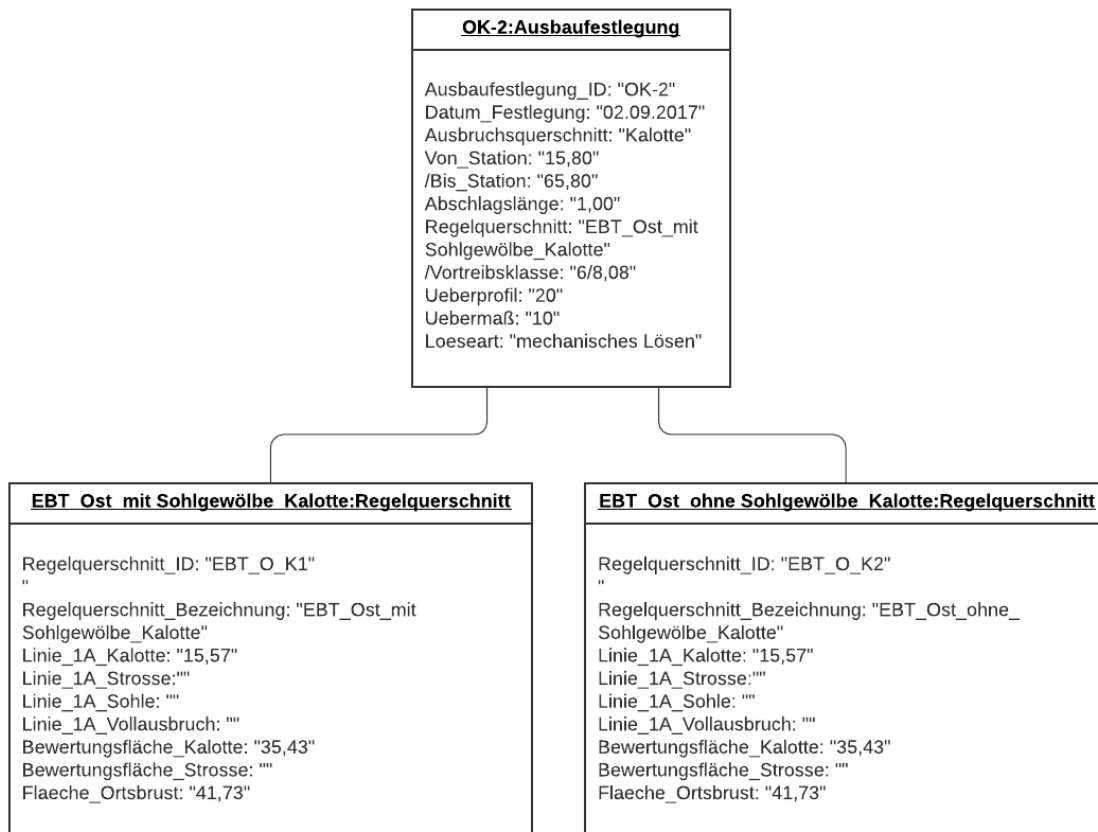 OK-2:Ausbaufestlegung
Ausbaufestlegung_ID: "OK-2"
Datum_Festlegung: "02.09.2017"
Ausbruchsquerschnitt: "Kalotte"
Von_Station: "15,80"
/Bis_Station: "65,80"
Abschlagslänge: "1,00"
Regelquerschnitt: "EBT_Ost_mit
Sohlgewölbe_Kalotte"
/Vortreibsklasse: "6/8,08"
Ueberprofil: "20"
Uebermaß: "10"
Loeseart: "mechanisches Lösen"
EBT_Ost_mit Sohlgewölbe_Kalotte:Regelquerschnitt
Regelquerschnitt_ID: "EBT_O_K1"
"
Regelquerschnitt_Bezeichnung: "EBT_Ost_mit
Sohlgewölbe_Kalotte"
Linie_1A_Kalotte: "15,57"
Linie_1A_Strosse:""
Linie_1A_Sohle: ""
Linie_1A_Vollausbruch: ""
Bewertungsfläche_Kalotte: "35,43"
Bewertungsfläche_Strosse: ""
Flaeche_Ortsbrust: "41,73"
EBT_Ost_ohne Sohlgewölbe_Kalotte:Regelquerschnitt
Regelquerschnitt_ID: "EBT_O_K2"
"
Regelquerschnitt_Bezeichnung: "EBT_Ost_ohne_
Sohlgewölbe_Kalotte"
Linie_1A_Kalotte: "15,57"
Linie_1A_Strosse:""
Linie_1A_Sohle: ""
Linie_1A_Vollausbruch: ""
Bewertungsfläche_Kalotte: "35,43"
Bewertungsfläche_Strosse: ""
Flaeche_Ortsbrust: "41,73"